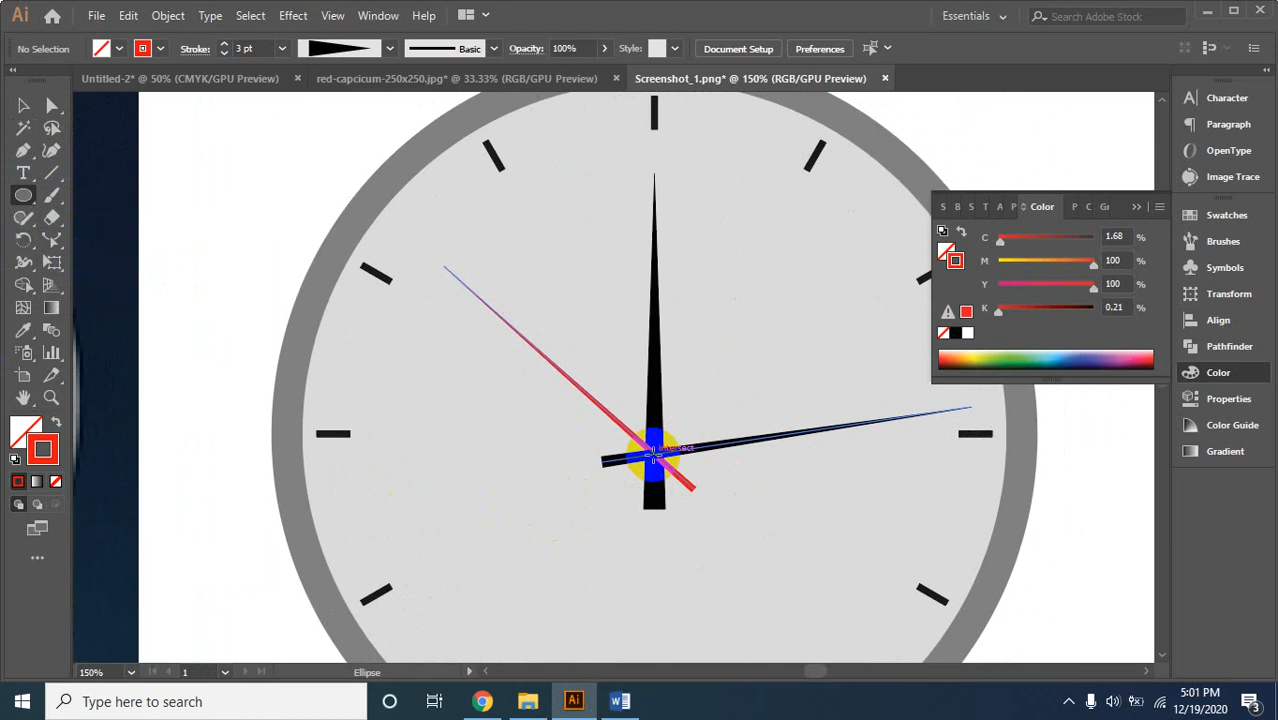 Ai File Edit Object Type Select Effect View Window Help Essentials Search Adobe Stock
No Selection Stroke: 3 pt Basic Opacity: 100% Style: Document Setup Preferences
Untitled-2* @ 50% (CMYK/GPU Preview) × red-capcicum-250x250.jpg* @ 33.33% (RGB/GPU Preview) × Screenshot_1.png* @ 150% (RGB/GPU Preview) ×
Character
Paragraph
OpenType
Image Trace
S B S T A P Color P C Gr
Swatches
C 1.68 %
Brushes
M 100 %
Symbols
Y 100 %
Transform
K 0.21 %
Align
Pathfinder
Color
Properties
Color Guide
Gradient
intersect
150% 1 Ellipse
Type here to search
Ai
W
5:01 PM
12/19/2020
3